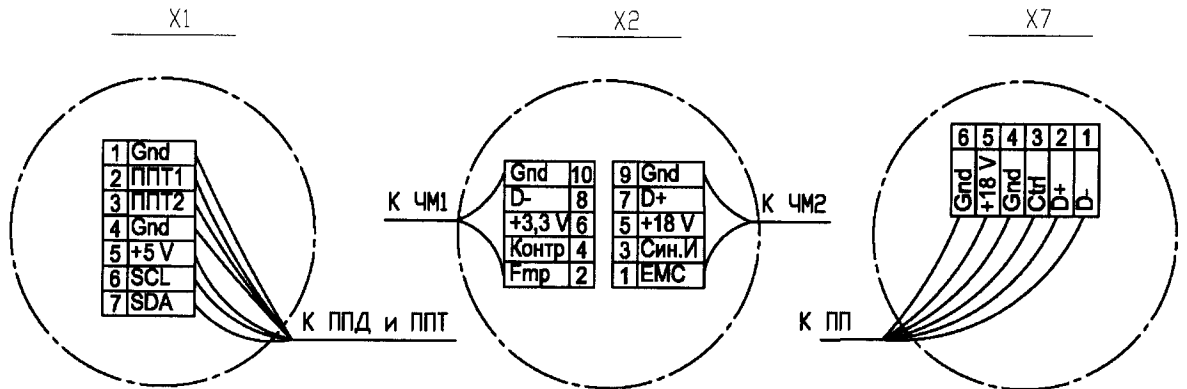 X1
X2
X7
1 Gnd
2 ППТ1
3 ППТ2
4 Gnd
5 +5 V
6 SCL
7 SDA
К ППД и ППТ
К ЧМ1
Gnd 10
D- 8
+3,3 V 6
Контр 4
Fmp 2
9 Gnd
7 D+
5 +18 V
3 Син.И
1 EMC
К ЧМ2
6 5 4 3 2 1
Gnd
+18 V
Gnd
Ctrl
D+
D-
К ПП